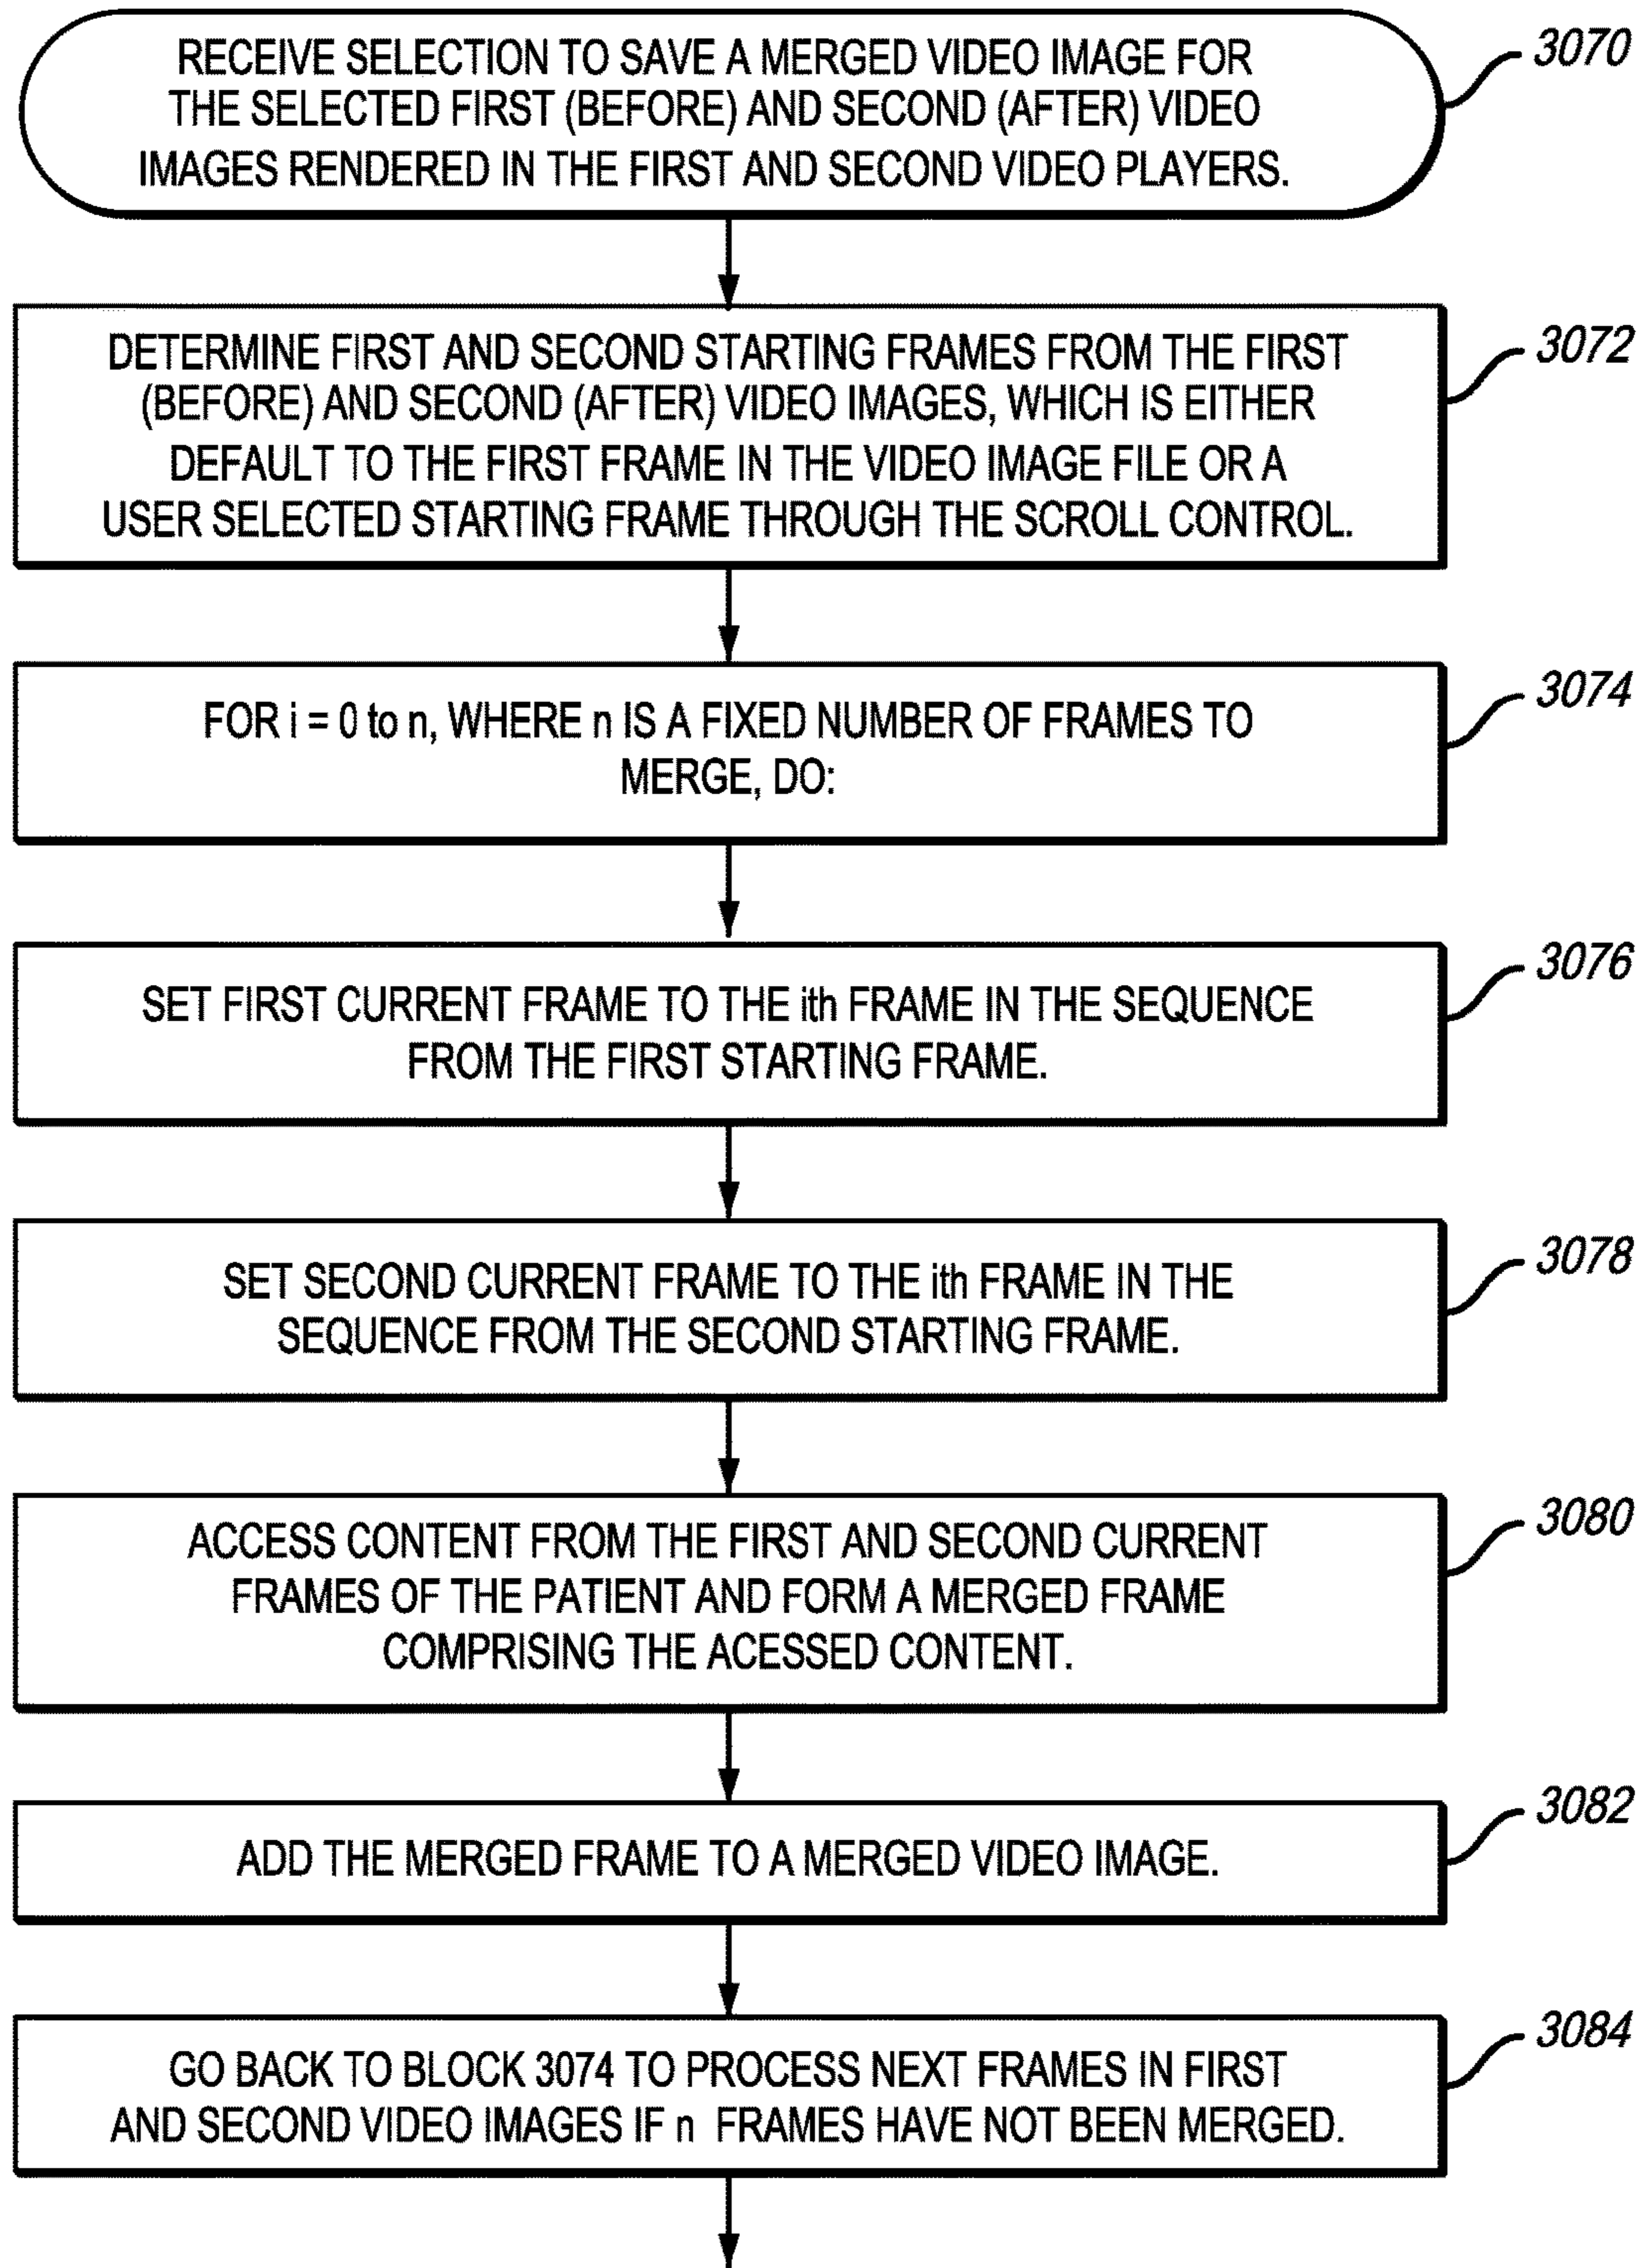 RECEIVE SELECTION TO SAVE A MERGED VIDEO IMAGE FOR
THE SELECTED FIRST (BEFORE) AND SECOND (AFTER) VIDEO
IMAGES RENDERED IN THE FIRST AND SECOND VIDEO PLAYERS.
3070
DETERMINE FIRST AND SECOND STARTING FRAMES FROM THE FIRST
(BEFORE) AND SECOND (AFTER) VIDEO IMAGES, WHICH IS EITHER
DEFAULT TO THE FIRST FRAME IN THE VIDEO IMAGE FILE OR A
USER SELECTED STARTING FRAME THROUGH THE SCROLL CONTROL.
3072
FOR i = 0 to n, WHERE n IS A FIXED NUMBER OF FRAMES TO
MERGE, DO:
3074
SET FIRST CURRENT FRAME TO THE ith FRAME IN THE SEQUENCE
FROM THE FIRST STARTING FRAME.
3076
SET SECOND CURRENT FRAME TO THE ith FRAME IN THE
SEQUENCE FROM THE SECOND STARTING FRAME.
3078
ACCESS CONTENT FROM THE FIRST AND SECOND CURRENT
FRAMES OF THE PATIENT AND FORM A MERGED FRAME
COMPRISING THE ACESSED CONTENT.
3080
ADD THE MERGED FRAME TO A MERGED VIDEO IMAGE.
3082
GO BACK TO BLOCK 3074 TO PROCESS NEXT FRAMES IN FIRST
AND SECOND VIDEO IMAGES IF n FRAMES HAVE NOT BEEN MERGED.
3084